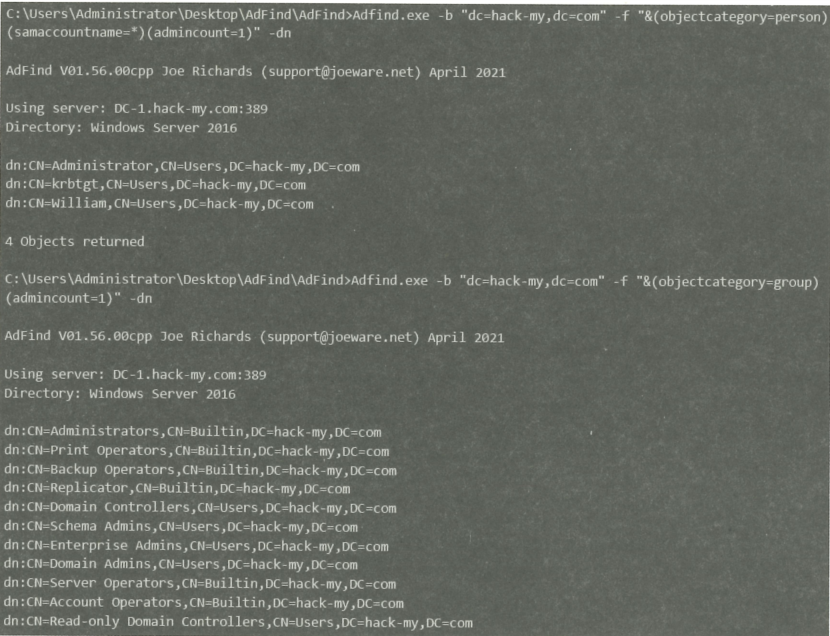 C:\Users\Administrator\Desktop\AdFind\AdFind>Adfind.exe -b "dc=hack-my,dc=com" -f "&(objectcategory=person)
(samaccountname=*)(admincount=1)" -dn
AdFind V01.56.00cpp Joe Richards (support@joeware.net) April 2021
Using server: DC-1.hack-my.com:389
Directory: Windows Server 2016
dn:CN=Administrator,CN=Users,DC=hack-my,DC=com
dn:CN=krbtgt,CN=Users,DC=hack-my,DC=com
dn:CN=William,CN=Users,DC=hack-my,DC=com
4 Objects returned
C:\Users\Administrator\Desktop\AdFind\AdFind>Adfind.exe -b "dc=hack-my,dc=com" -f "&(objectcategory=group)
(admincount=1)" -dn
AdFind V01.56.00cpp Joe Richards (support@joeware.net) April 2021
Using server: DC-1.hack-my.com:389
Directory: Windows Server 2016
dn:CN=Administrators,CN=Builtin,DC=hack-my,DC=com
dn:CN=Print Operators,CN=Builtin,DC=hack-my,DC=com
dn:CN=Backup Operators,CN=Builtin,DC=hack-my,DC=com
dn:CN=Replicator,CN=Builtin,DC=hack-my,DC=com
dn:CN=Domain Controllers,CN=Users,DC=hack-my,DC=com
dn:CN=Schema Admins,CN=Users,DC=hack-my,DC=com
dn:CN=Enterprise Admins,CN=Users,DC=hack-my,DC=com
dn:CN=Domain Admins,CN=Users,DC=hack-my,DC=com
dn:CN=Server Operators,CN=Builtin,DC=hack-my,DC=com
dn:CN=Account Operators,CN=Builtin,DC=hack-my,DC=com
dn:CN=Read-only Domain Controllers,CN=Users,DC=hack-my,DC=com